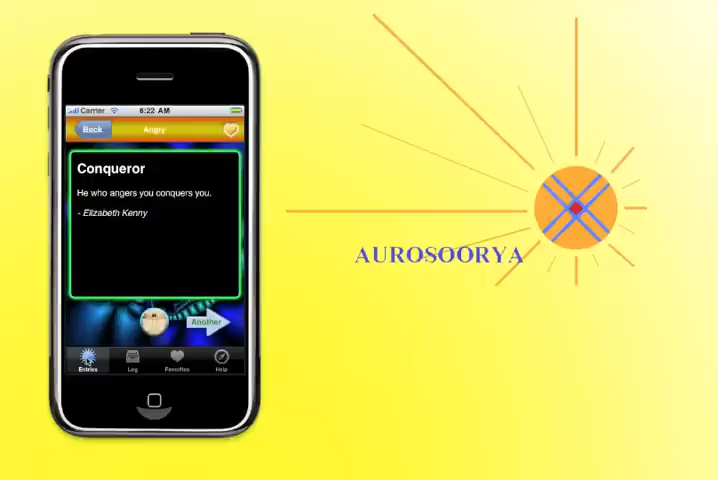 Carrier 6:22 AM
Back Angry
Conqueror
He who angers you conquers you.
- Elizabeth Kenny
Another
Entries Log Favorites Help
AUROSOORYA